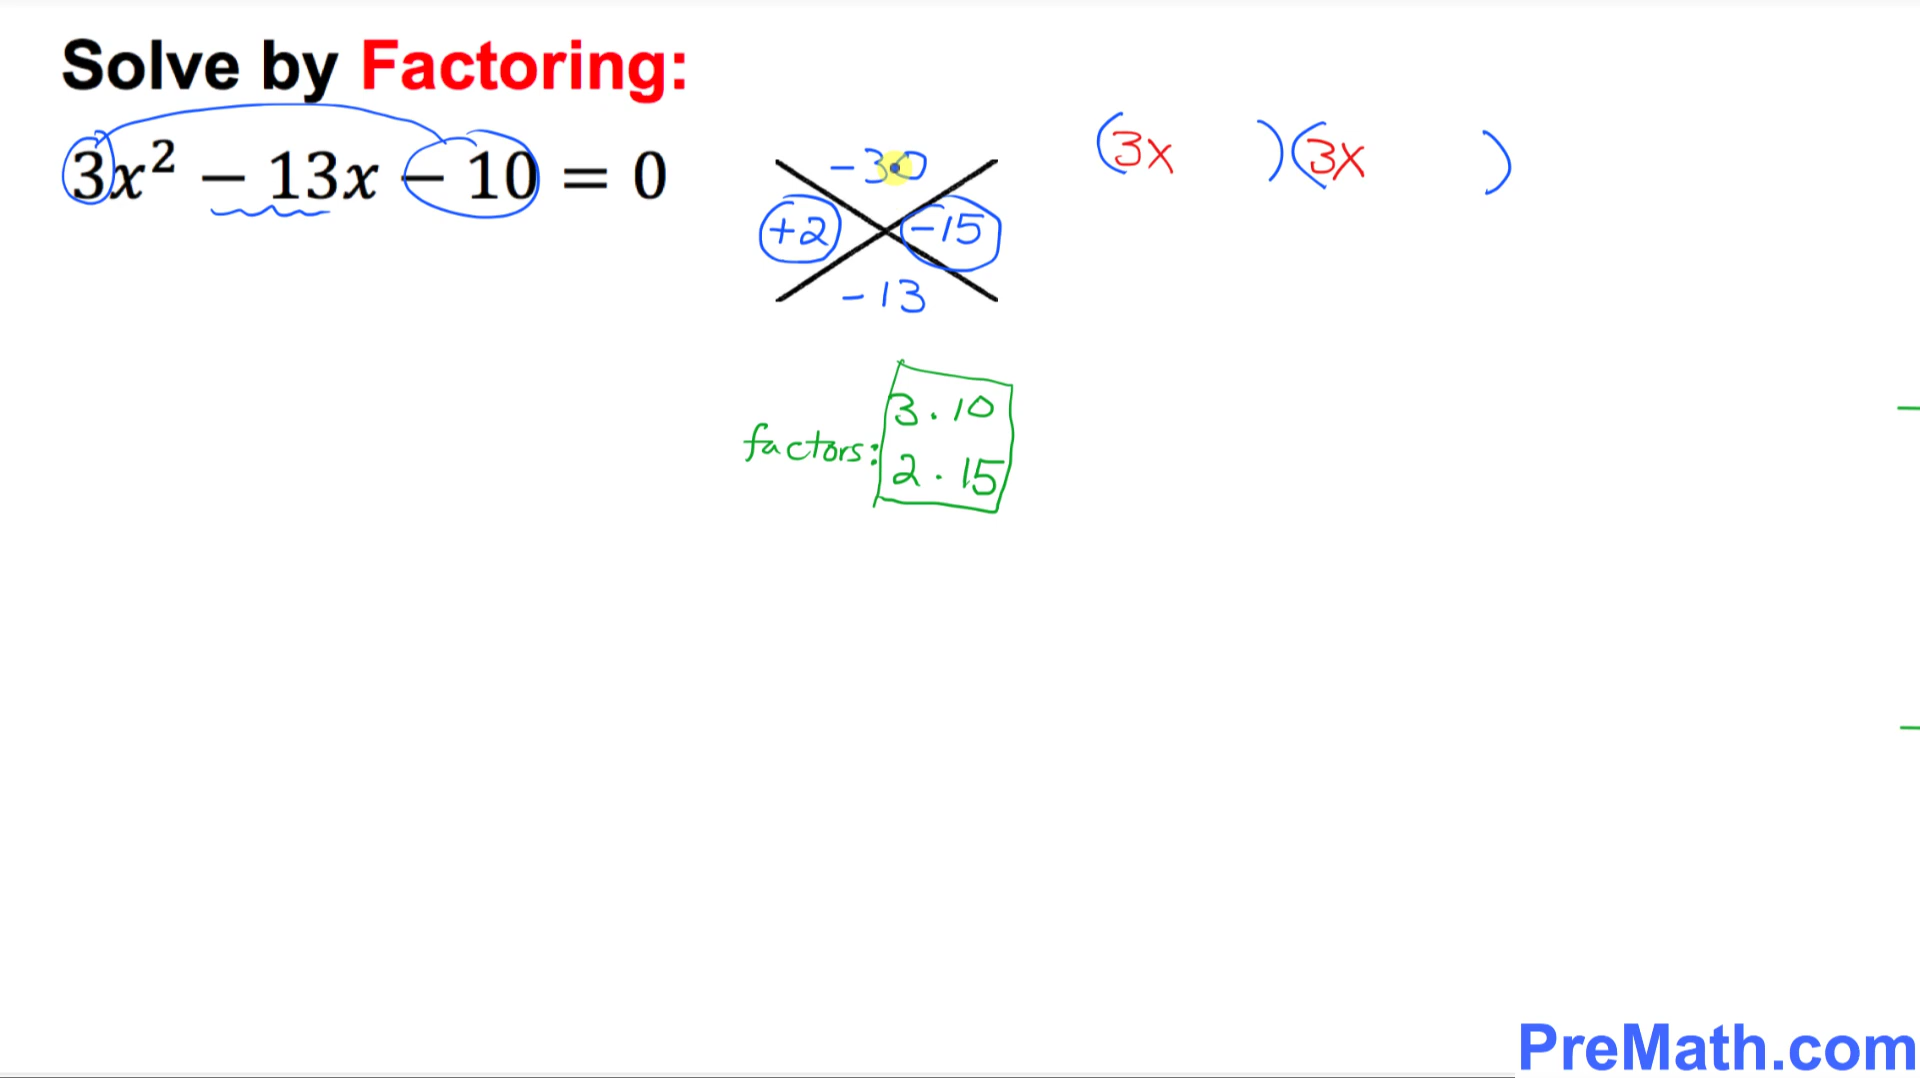 Solve by Factoring:
3x² – 13x – 10 = 0
(3x )(3x )
-30
+2 -15
-13
factors: 3·10
2·15
PreMath.com